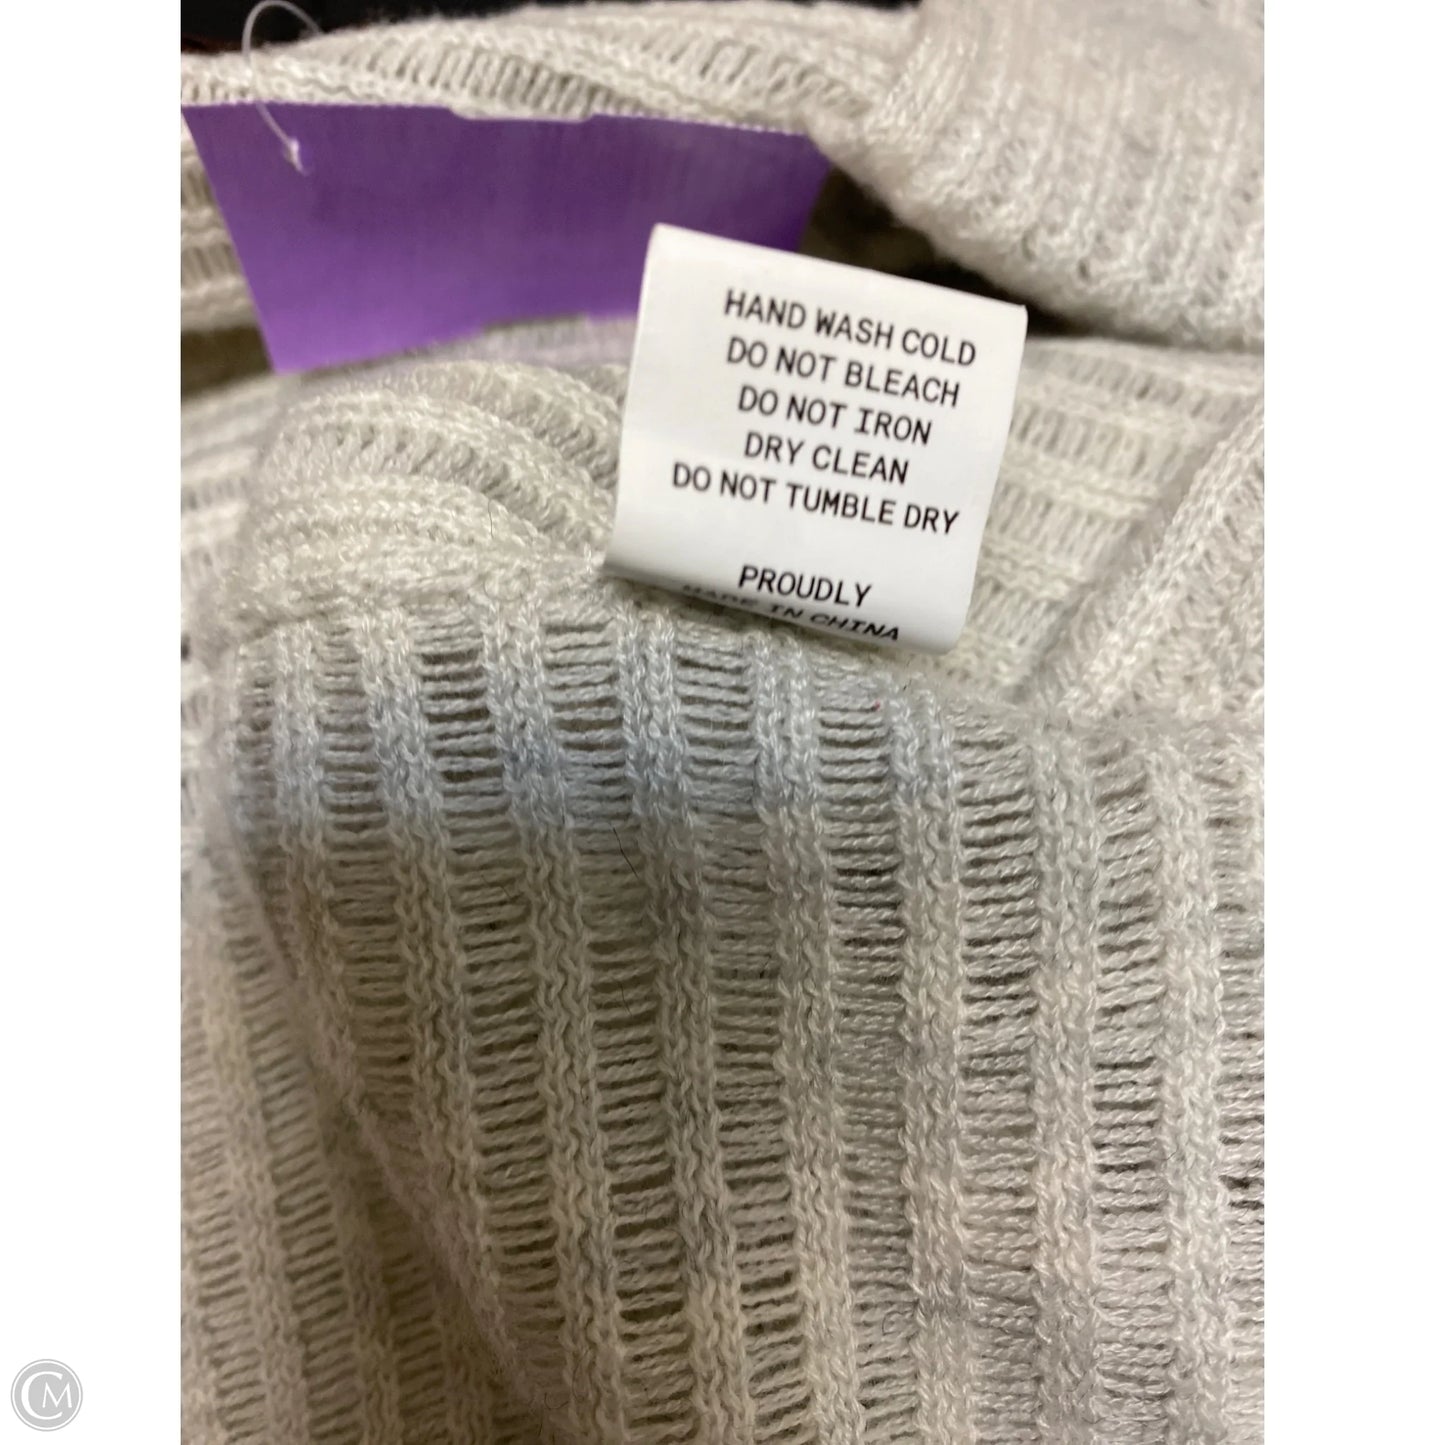 HAND WASH COLD
DO NOT BLEACH
DO NOT IRON
DRY CLEAN
DO NOT TUMBLE DRY
PROUDLY
MADE IN CHINA
CM